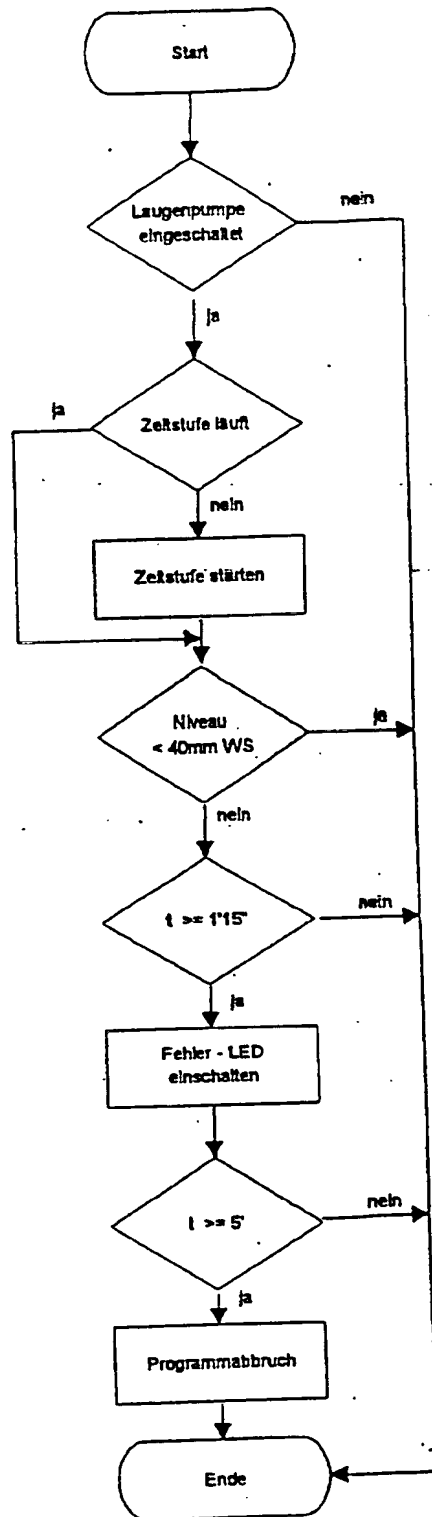 Start
Laugenpumpe
eingeschaltet
nein
ja
ja
Zeitstufe läuft
nein
Zeitstufe stärten
Niveau
< 40mm WS
ja
nein
t >= 1'15"
nein
ja
Fehler - LED
einschalten
t >= 5'
nein
ja
Programmabbruch
Ende